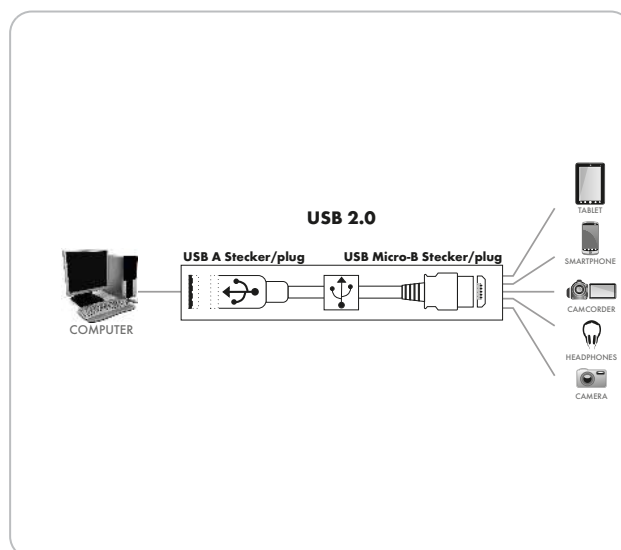 USB 2.0
USB A Stecker/plug
USB Micro-B Stecker/plug
COMPUTER
TABLET
SMARTPHONE
CAMCORDER
HEADPHONES
CAMERA